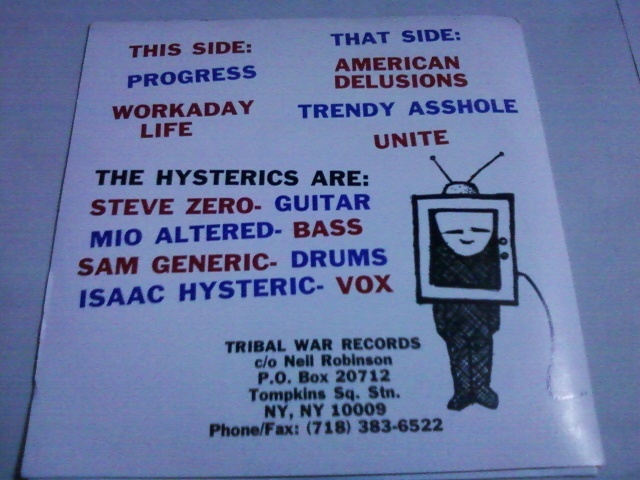 THIS SIDE:
PROGRESS
WORKADAY
LIFE
THAT SIDE:
AMERICAN
DELUSIONS
TRENDY ASSHOLE
UNITE
THE HYSTERICS ARE:
STEVE ZERO- GUITAR
MIO ALTERED- BASS
SAM GENERIC- DRUMS
ISAAC HYSTERIC- VOX
TRIBAL WAR RECORDS
c/o Neil Robinson
P.O. Box 20712
Tompkins Sq. Stn.
NY, NY 10009
Phone/Fax: (718) 383-6522